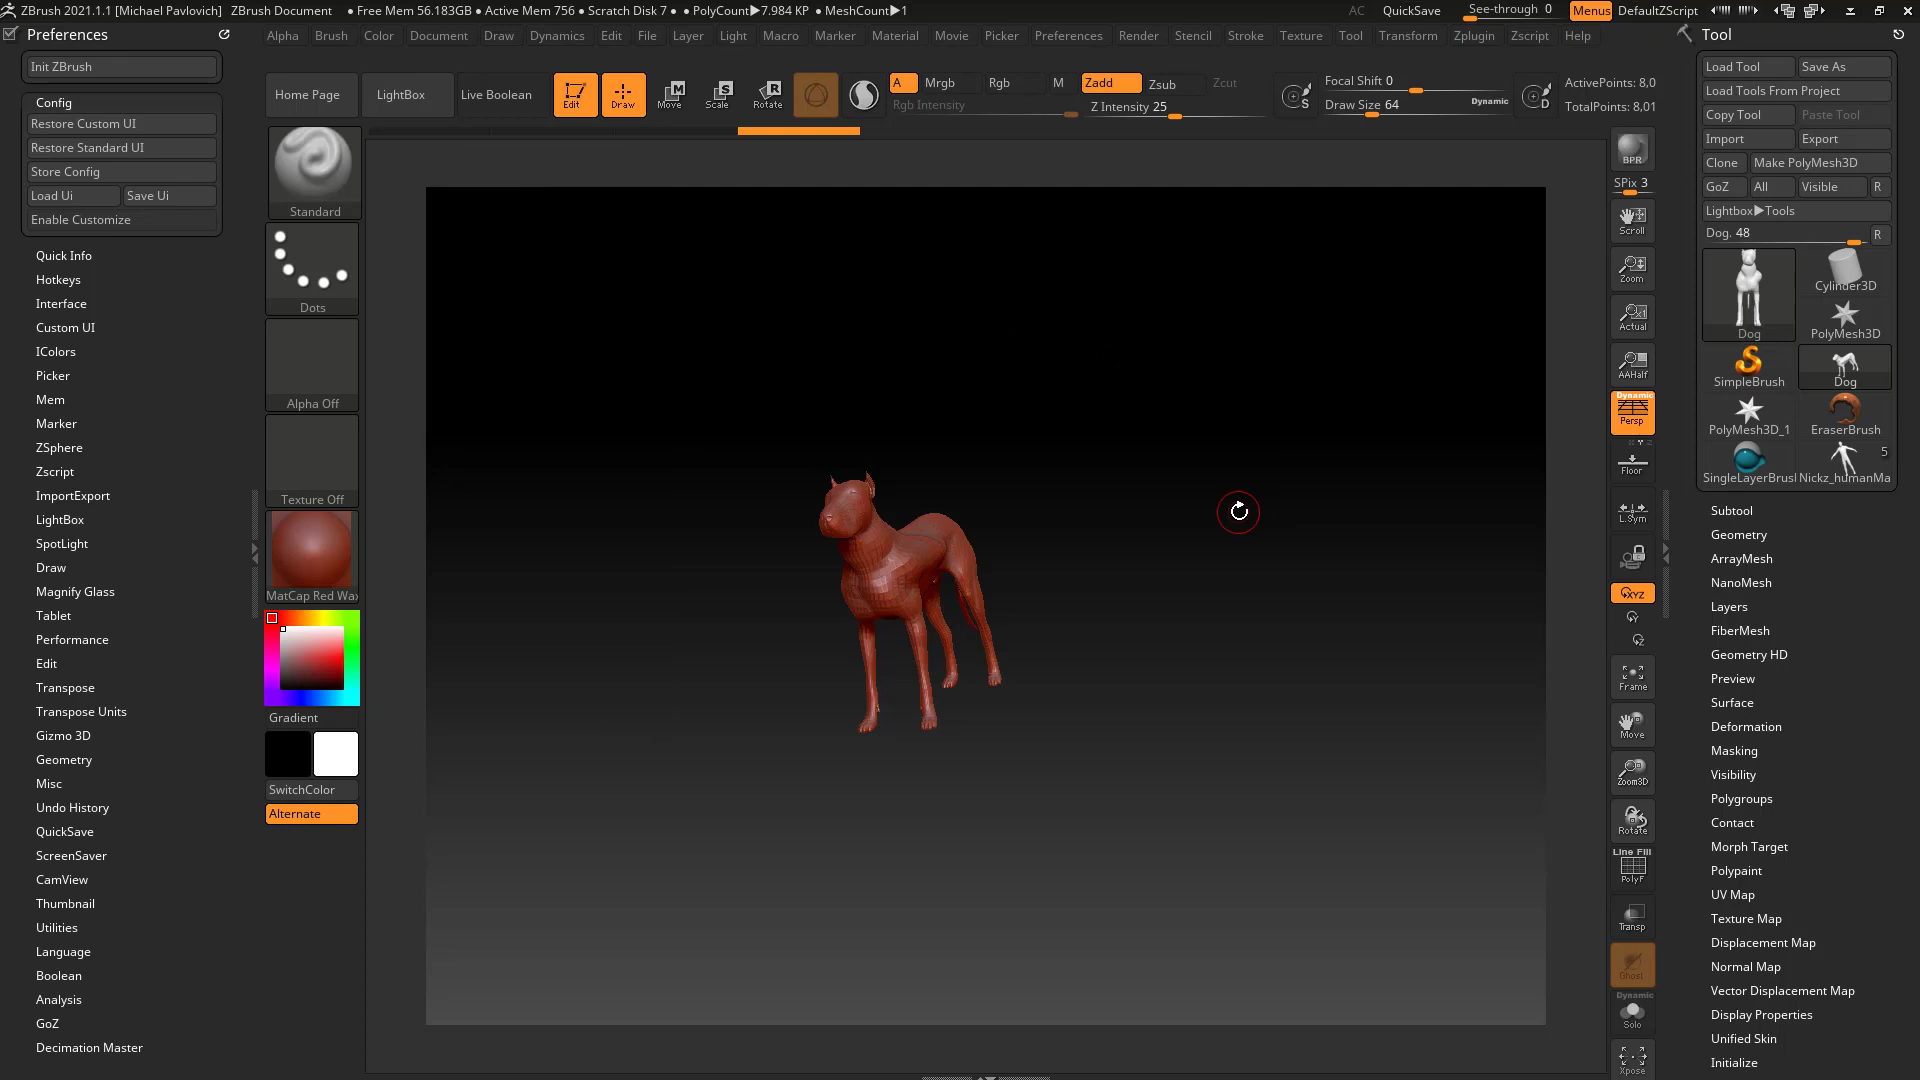 ZBrush 2021.1.1 [Michael Pavlovich] ZBrush Document ● Free Mem 56.183GB ● Active Mem 756 ● Scratch Disk 7 ● ● PolyCount▶7.984 KP ● MeshCount▶1 AC QuickSave See-through 0 Menus DefaultZScript
Preferences
Alpha Brush Color Document Draw Dynamics Edit File Layer Light Macro Marker Material Movie Picker Preferences Render Stencil Stroke Texture Tool Transform Zplugin Zscript Help
Init ZBrush
Config
Restore Custom UI
Restore Standard UI
Store Config
Load Ui Save Ui
Enable Customize
Quick Info
Hotkeys
Interface
Custom UI
IColors
Picker
Mem
Marker
ZSphere
Zscript
ImportExport
LightBox
SpotLight
Draw
Magnify Glass
Tablet
Performance
Edit
Transpose
Transpose Units
Gizmo 3D
Geometry
Misc
Undo History
QuickSave
ScreenSaver
CamView
Thumbnail
Utilities
Language
Boolean
Analysis
GoZ
Decimation Master
Home Page LightBox Live Boolean Edit Draw Move Scale Rotate
A Mrgb Rgb M Zadd Zsub Zcut
Rgb Intensity Z Intensity 25
Focal Shift 0
Draw Size 64 Dynamic
ActivePoints: 8,0
TotalPoints: 8,01
Standard
Dots
Alpha Off
Texture Off
MatCap Red Wax
Gradient
SwitchColor
Alternate
BPR
SPix 3
Scroll
Zoom
Actual
AAHalf
Dynamic
Persp
Floor
L.Sym
XYZ
Frame
Move
Zoom3D
Rotate
Line Fill
PolyF
Transp
Ghost
Dynamic
Solo
Xpose
Tool
Load Tool Save As
Load Tools From Project
Copy Tool Paste Tool
Import Export
Clone Make PolyMesh3D
GoZ All Visible R
Lightbox▶Tools
Dog. 48 R
Dog Cylinder3D
PolyMesh3D
SimpleBrush Dog
PolyMesh3D_1 EraserBrush
5
SingleLayerBrusl Nickz_humanMa
Subtool
Geometry
ArrayMesh
NanoMesh
Layers
FiberMesh
Geometry HD
Preview
Surface
Deformation
Masking
Visibility
Polygroups
Contact
Morph Target
Polypaint
UV Map
Texture Map
Displacement Map
Normal Map
Vector Displacement Map
Display Properties
Unified Skin
Initialize